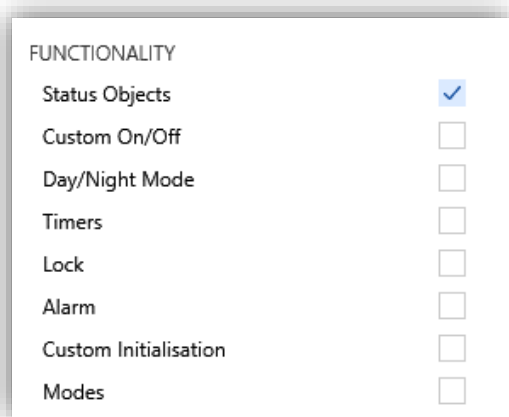 FUNCTIONALITY
Status Objects
Custom On/Off
Day/Night Mode
Timers
Lock
Alarm
Custom Initialisation
Modes